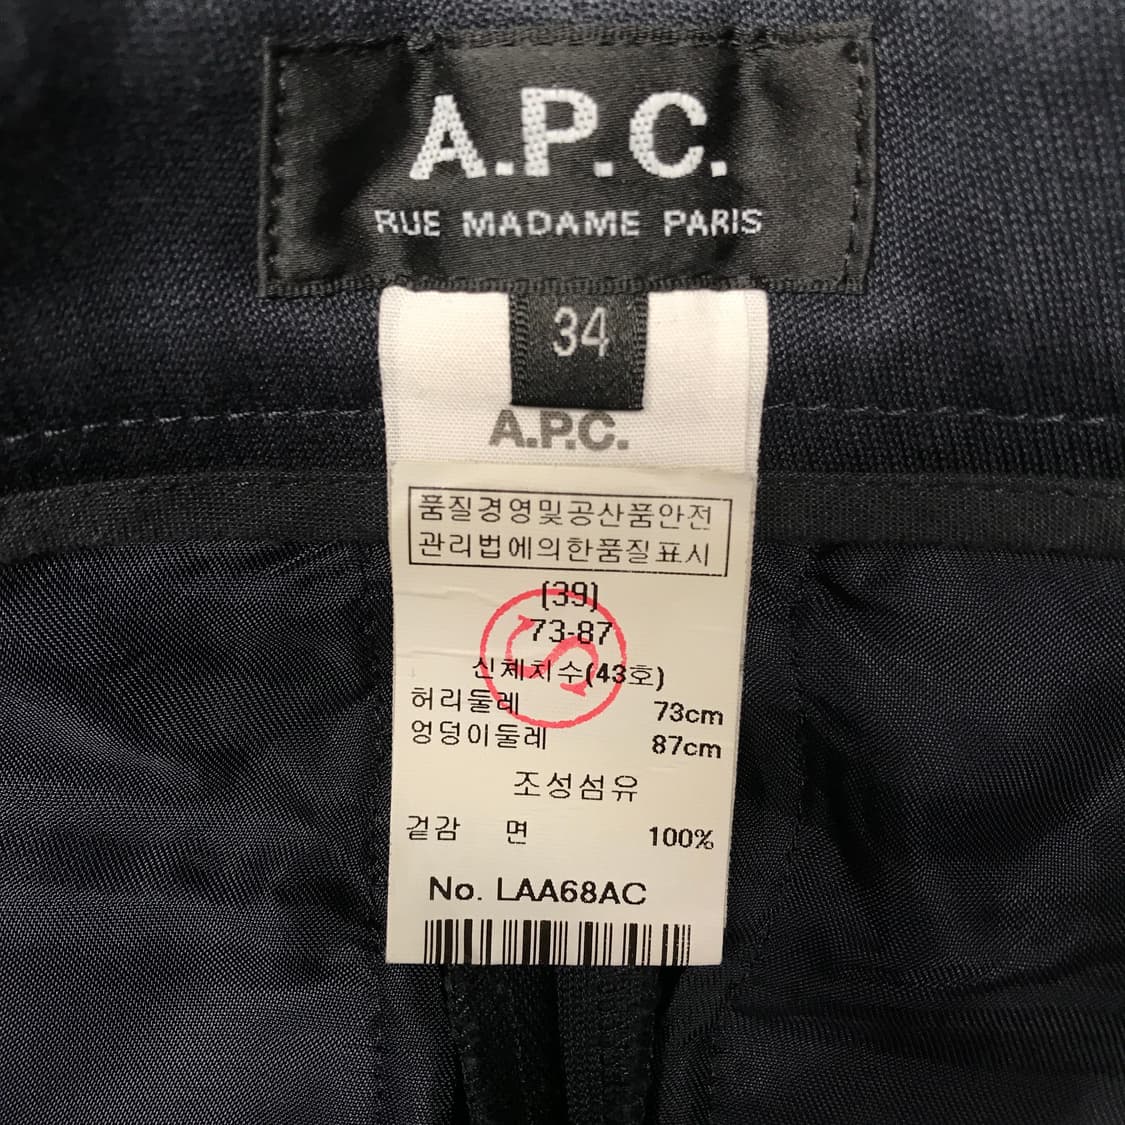 A.P.C.
RUE MADAME PARIS
34
A.P.C.
품질경영및공산품안전
관리법에의한품질표시
(39)
73-87
신체치수(43호)
허리둘레 73cm
엉덩이둘레 87cm
조성섬유
겉감 면 100%
No. LAA68AC
S